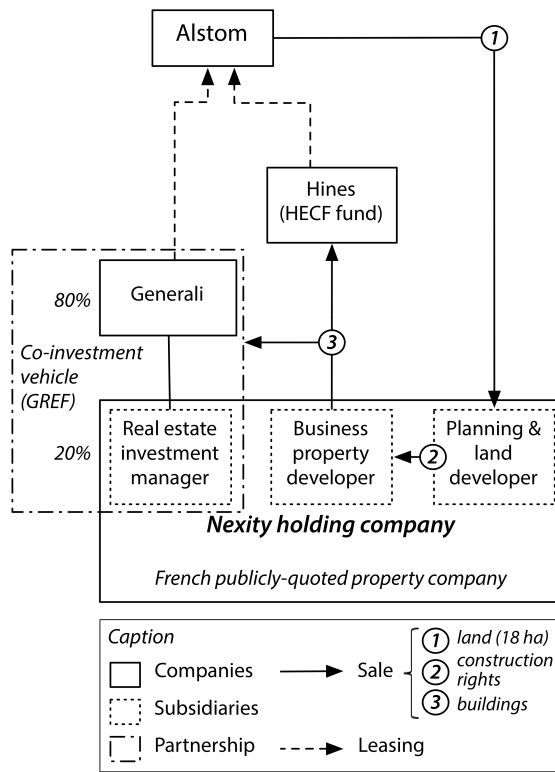 Alstom
1
Hines
(HECF fund)
80%
Generali
3
Co-investment
vehicle
(GREF)
20%
Real estate
investment
manager
Business
property
developer
2
Planning &
land
developer
Nexity holding company
French publicly-quoted property company
Caption
Companies
Sale
1 land (18 ha)
2 construction
rights
3 buildings
Subsidiaries
Partnership
Leasing